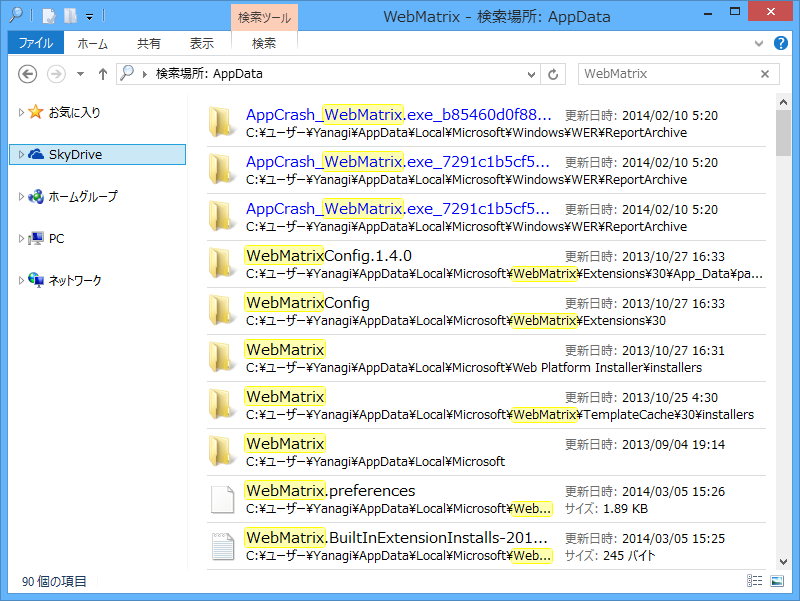 検索ツール
WebMatrix - 検索場所: AppData
ファイル ホーム 共有 表示 検索
検索場所: AppData
WebMatrix
お気に入り
SkyDrive
ホームグループ
PC
ネットワーク
AppCrash_WebMatrix.exe_b85460d0f88... 更新日時: 2014/02/10 5:20
C:¥ユーザー¥Yanagi¥AppData¥Local¥Microsoft¥Windows¥WER¥ReportArchive
AppCrash_WebMatrix.exe_7291c1b5cf5... 更新日時: 2014/02/10 5:20
C:¥ユーザー¥Yanagi¥AppData¥Local¥Microsoft¥Windows¥WER¥ReportArchive
AppCrash_WebMatrix.exe_7291c1b5cf5... 更新日時: 2014/02/10 5:20
C:¥ユーザー¥Yanagi¥AppData¥Local¥Microsoft¥Windows¥WER¥ReportArchive
WebMatrixConfig.1.4.0 更新日時: 2013/10/27 16:33
C:¥ユーザー¥Yanagi¥AppData¥Local¥Microsoft¥WebMatrix¥Extensions¥30¥App_Data¥pa...
WebMatrixConfig 更新日時: 2013/10/27 16:33
C:¥ユーザー¥Yanagi¥AppData¥Local¥Microsoft¥WebMatrix¥Extensions¥30
WebMatrix 更新日時: 2013/10/27 16:31
C:¥ユーザー¥Yanagi¥AppData¥Local¥Microsoft¥Web Platform Installer¥installers
WebMatrix 更新日時: 2013/10/25 4:30
C:¥ユーザー¥Yanagi¥AppData¥Local¥Microsoft¥WebMatrix¥TemplateCache¥30¥installers
WebMatrix 更新日時: 2013/09/04 19:14
C:¥ユーザー¥Yanagi¥AppData¥Local¥Microsoft
WebMatrix.preferences 更新日時: 2014/03/05 15:26
C:¥ユーザー¥Yanagi¥AppData¥Local¥Microsoft¥Web... サイズ: 1.89 KB
WebMatrix.BuiltInExtensionInstalls-201... 更新日時: 2014/03/05 15:25
C:¥ユーザー¥Yanagi¥AppData¥Local¥Microsoft¥Web... サイズ: 245 バイト
90 個の項目